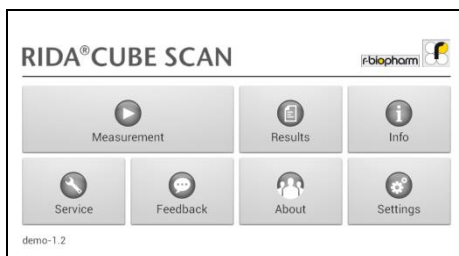 RIDA®CUBE SCAN
r-biopharm
Measurement
Results
Info
Service
Feedback
About
Settings
demo-1.2